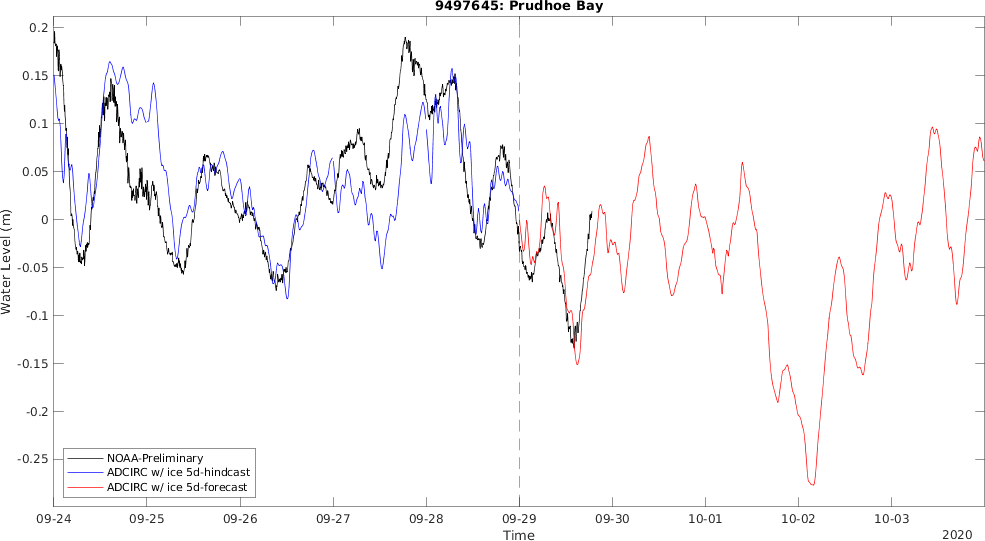 9497645: Prudhoe Bay
0.2
0.15
0.1
0.05
0
-0.05
-0.1
-0.15
-0.2
-0.25
Water Level (m)
NOAA-Preliminary
ADCIRC w/ ice 5d-hindcast
ADCIRC w/ ice 5d-forecast
09-24 09-25 09-26 09-27 09-28 09-29 09-30 10-01 10-02 10-03
Time
2020